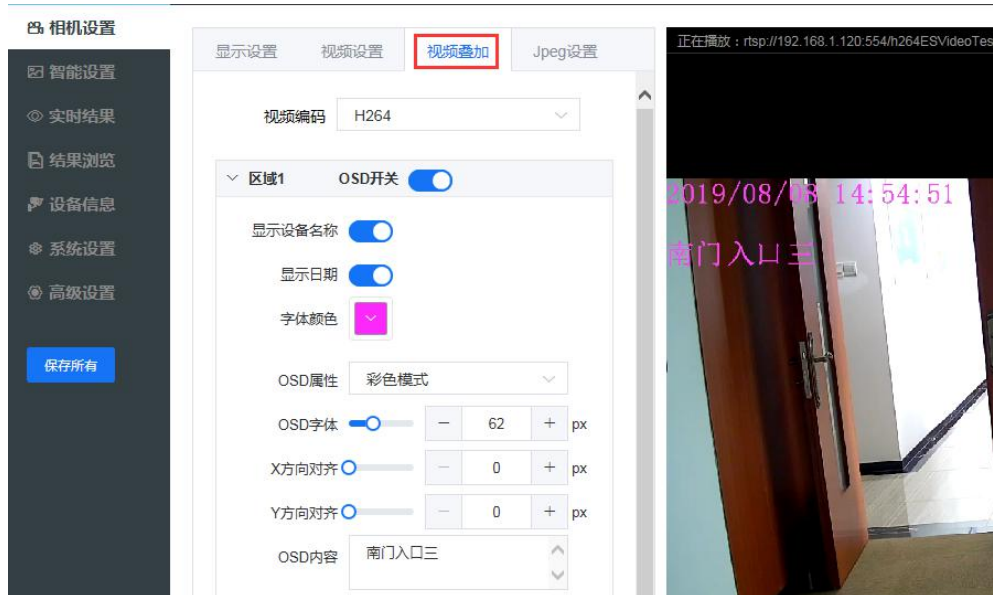 相机设置
智能设置
实时结果
结果浏览
设备信息
系统设置
高级设置
保存所有
显示设置 视频设置 视频叠加 Jpeg设置
视频编码 H264
区域1 OSD开关
显示设备名称
显示日期
字体颜色
OSD属性 彩色模式
OSD字体 − 62 + px
X方向对齐 − 0 + px
Y方向对齐 − 0 + px
OSD内容 南门入口三
正在播放：rtsp://192.168.1.120:554/h264ESVideoTes
2019/08/08 14:54:51
南门入口三